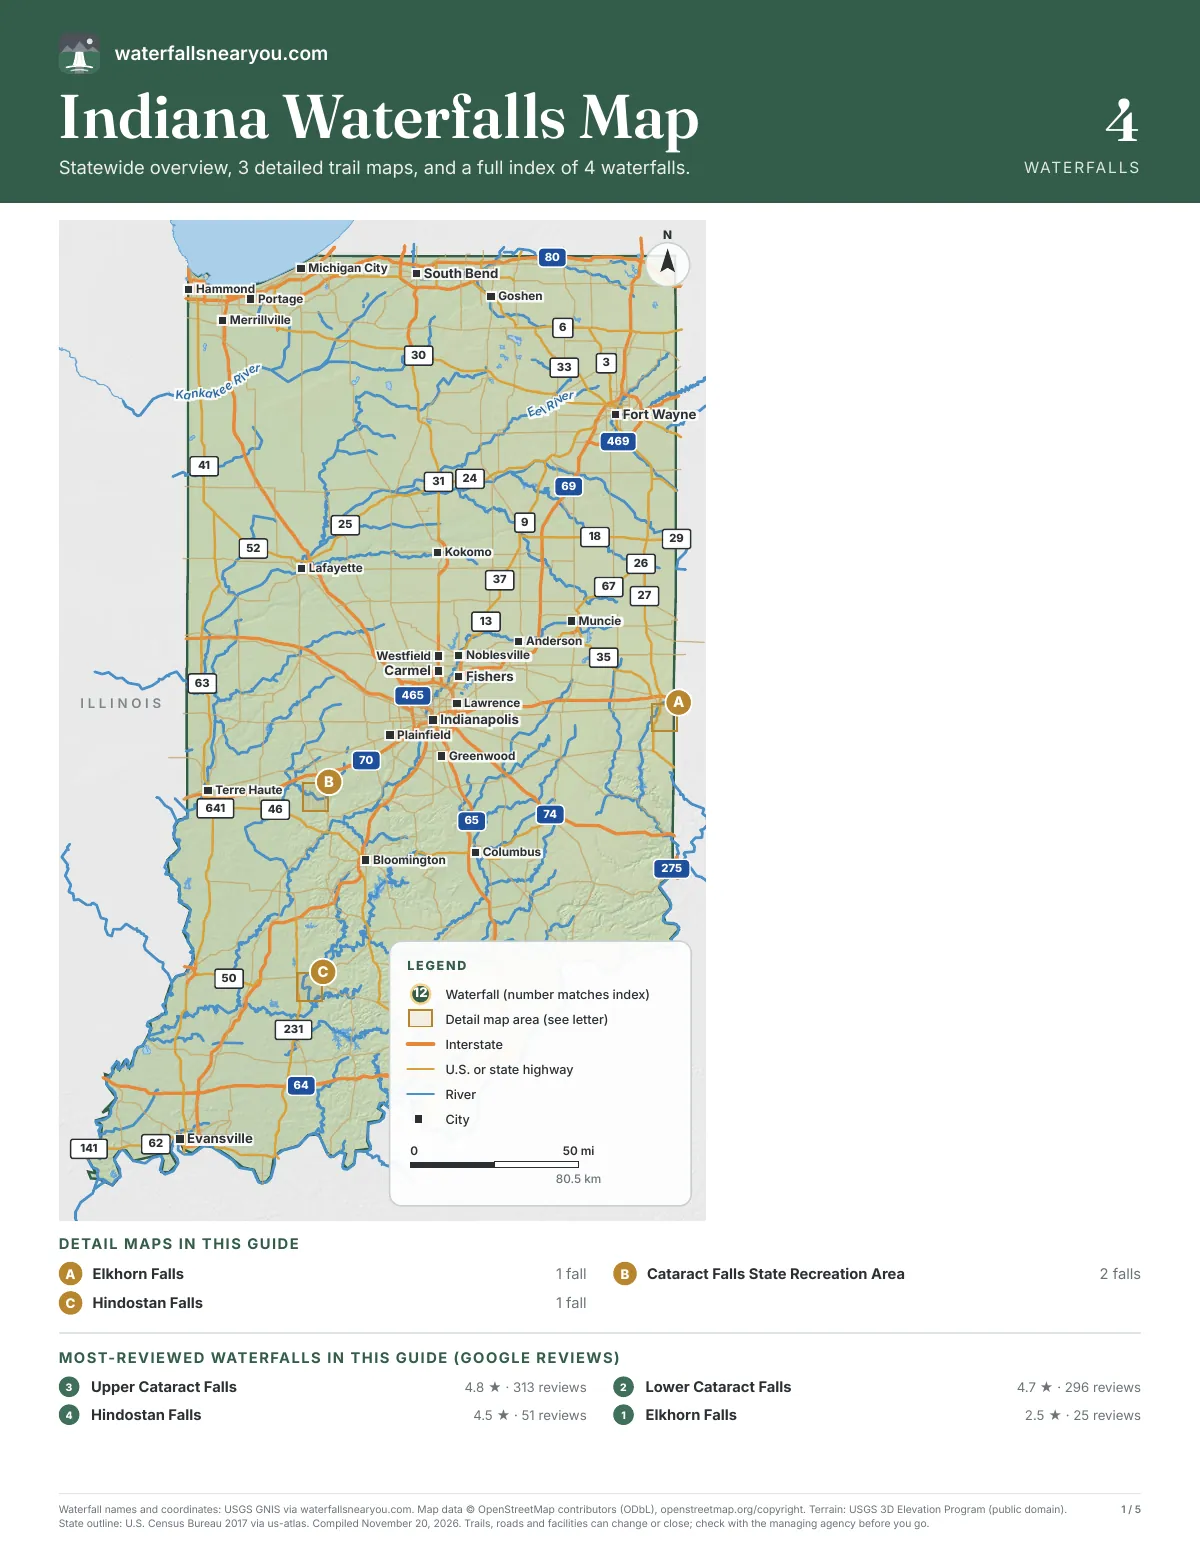 waterfallsnearyou.com
Indiana Waterfalls Map
Statewide overview, 3 detailed trail maps, and a full index of 4 waterfalls.
4
WATERFALLS
N
80
Michigan City
South Bend
Hammond
Portage
Goshen
Merrillville
6
30
33
3
Kankakee River
Eel River
Fort Wayne
469
41
31
24
69
25
9
18
29
52
Kokomo
26
Lafayette
37
67
27
13
Muncie
Anderson
Westfield
Noblesville
35
Carmel
Fishers
63
465
A
ILLINOIS
Lawrence
Indianapolis
Plainfield
70
Greenwood
B
Terre Haute
641
46
65
74
Columbus
Bloomington
275
C
50
231
64
62
Evansville
141
LEGEND
12
Waterfall (number matches index)
Detail map area (see letter)
Interstate
U.S. or state highway
River
City
0 50 mi
80.5 km
DETAIL MAPS IN THIS GUIDE
A Elkhorn Falls 1 fall
B Cataract Falls State Recreation Area 2 falls
C Hindostan Falls 1 fall
MOST-REVIEWED WATERFALLS IN THIS GUIDE (GOOGLE REVIEWS)
3 Upper Cataract Falls 4.8 ★ · 313 reviews
2 Lower Cataract Falls 4.7 ★ · 296 reviews
4 Hindostan Falls 4.5 ★ · 51 reviews
1 Elkhorn Falls 2.5 ★ · 25 reviews
Waterfall names and coordinates: USGS GNIS via waterfallsnearyou.com. Map data © OpenStreetMap contributors (ODbL), openstreetmap.org/copyright. Terrain: USGS 3D Elevation Program (public domain).
State outline: U.S. Census Bureau 2017 via us-atlas. Compiled November 20, 2026. Trails, roads and facilities can change or close; check with the managing agency before you go.
1 / 5